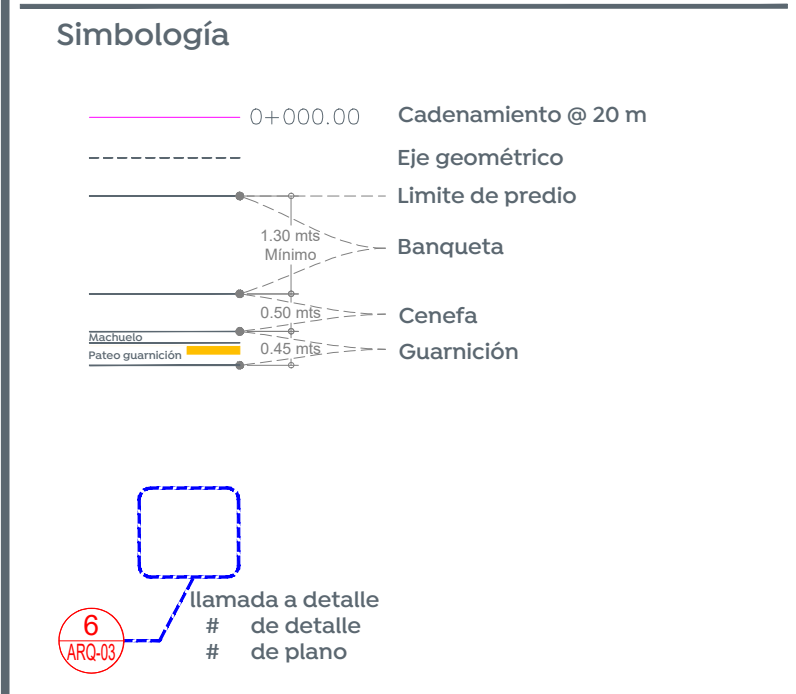 Simbología
0+000.00 Cadenamiento @ 20 m
Eje geométrico
Limite de predio
1.30 mts
Mínimo
Banqueta
0.50 mts Cenefa
Machuelo
Pateo guarnición 0.45 mts Guarnición
llamada a detalle
6 # de detalle
ARQ-03 # de plano